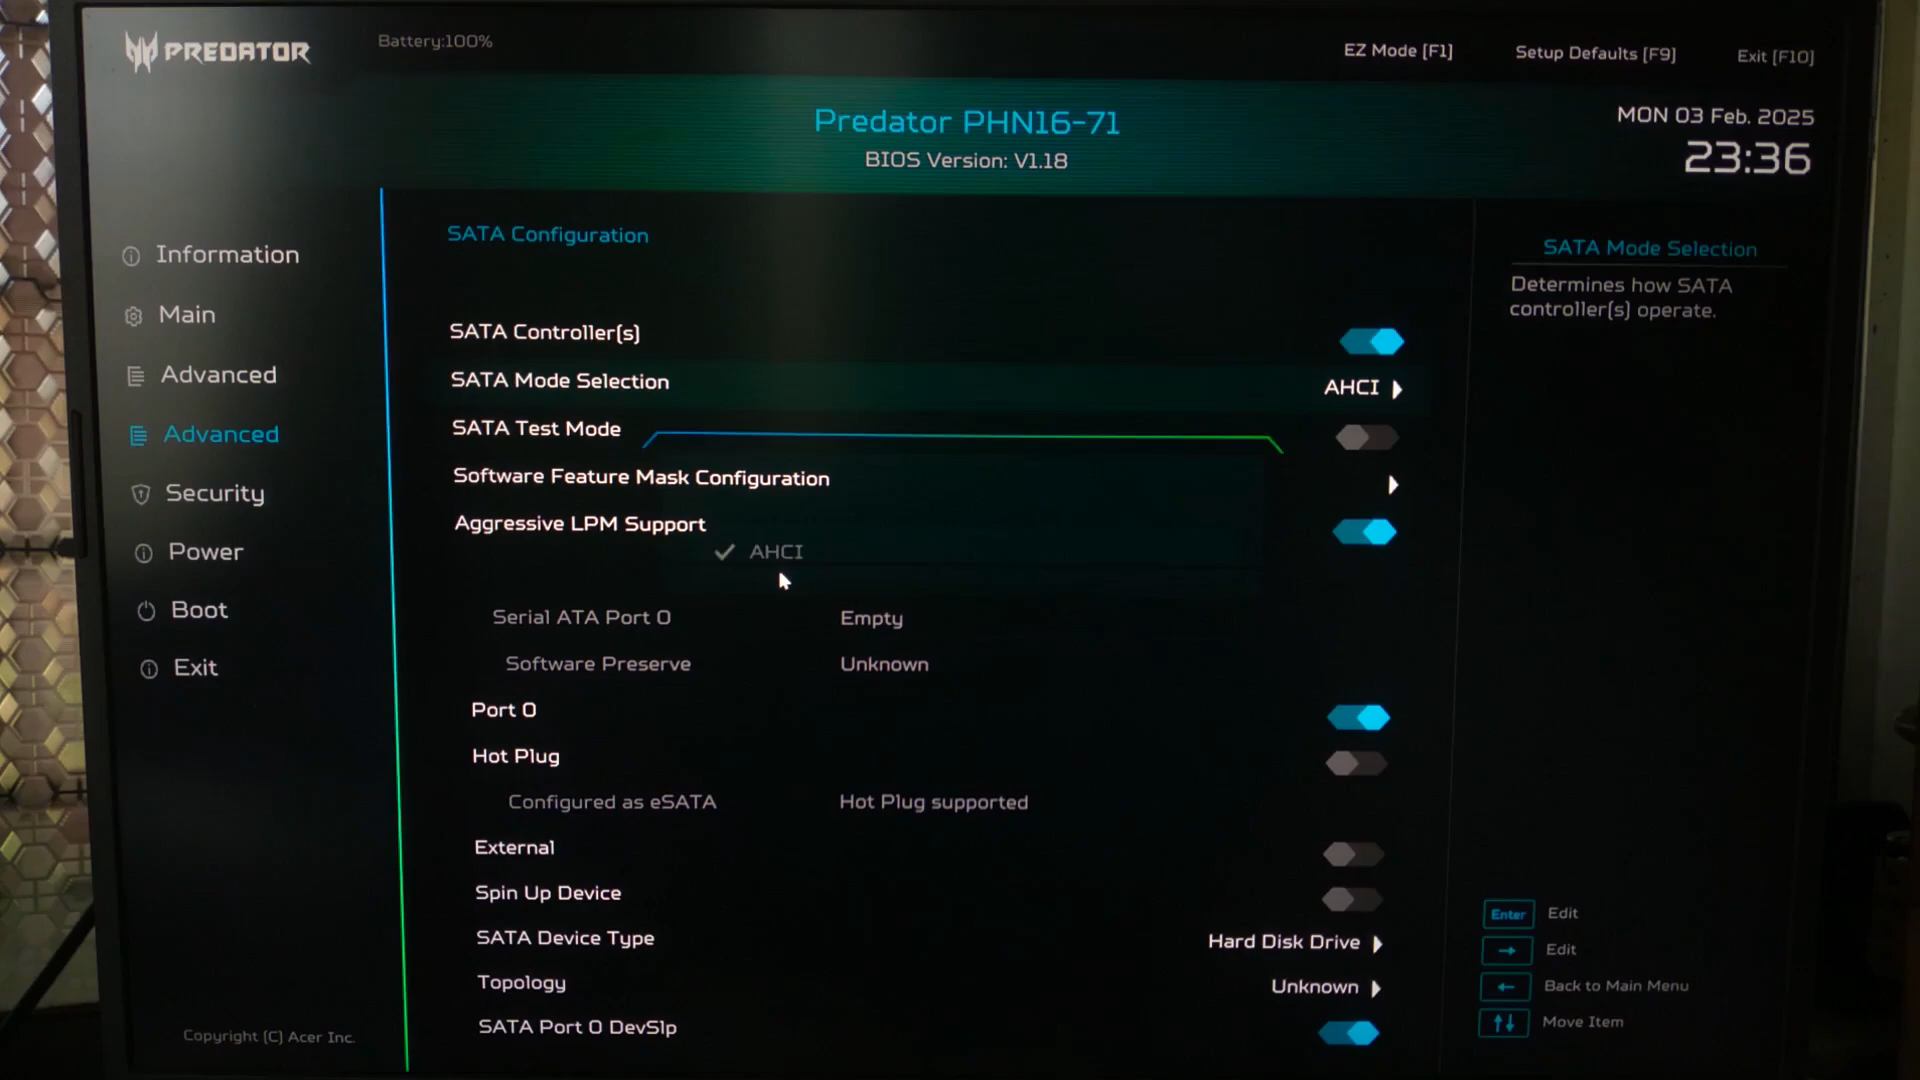 PREDATOR
Battery:100%
EZ Mode [F1]
Setup Defaults [F9]
Exit [F10]
Predator PHN16-71
BIOS Version: V1.18
MON 03 Feb. 2025
23:36
Information
Main
Advanced
Advanced
Security
Power
Boot
Exit
Copyright (C) Acer Inc.
SATA Configuration
SATA Controller(s)
SATA Mode Selection AHCI
SATA Test Mode
Software Feature Mask Configuration
Aggressive LPM Support
AHCI
Serial ATA Port 0 Empty
Software Preserve Unknown
Port 0
Hot Plug
Configured as eSATA Hot Plug supported
External
Spin Up Device
SATA Device Type Hard Disk Drive
Topology Unknown
SATA Port 0 DevSlp
SATA Mode Selection
Determines how SATA
controller(s) operate.
Enter Edit
→ Edit
← Back to Main Menu
↑↓ Move Item